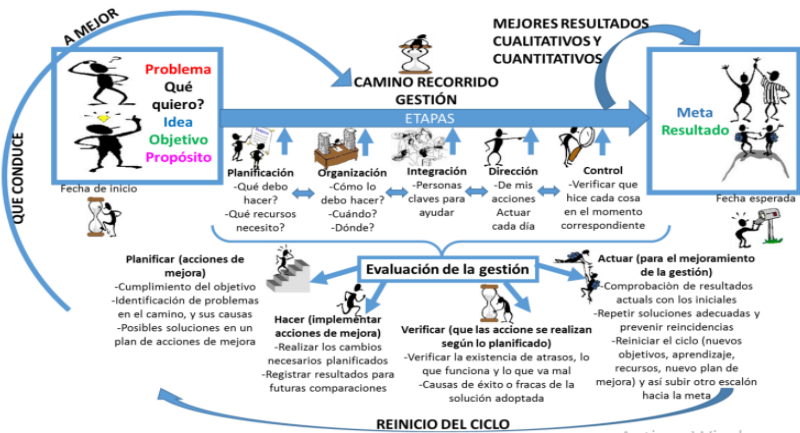 A MEJOR
QUE CONDUCE
Problema
Qué
quiero?
Idea
Objetivo
Propósito
Fecha de inicio
CAMINO RECORRIDO
GESTIÓN
ETAPAS
MEJORES RESULTADOS
CUALITATIVOS Y
CUANTITATIVOS
Meta
Resultado
Fecha esperada
Planificación
-Qué debo
hacer?
-Qué recursos
necesito?
Organización
-Cómo lo
debo hacer?
-Cuándo?
-Dónde?
Integración
-Personas
claves para
ayudar
Dirección
-De mis
acciones
Actuar
cada día
Control
-Verificar que
hice cada cosa
en el momento
correspondiente
Evaluación de la gestión
Planificar (acciones de
mejora)
-Cumplimiento del objetivo
-Identificación de problemas
en el camino, y sus causas
-Posibles soluciones en un
plan de acciones de mejora
Hacer (implementar
acciones de mejora)
-Realizar los cambios
necesarios planificados
-Registrar resultados para
futuras comparaciones
Verificar (que las accione se realizan
según lo planificado)
-Verificar la existencia de atrasos, lo
que funciona y lo que va mal
-Causas de éxito o fracas de la
solución adoptada
Actuar (para el mejoramiento
de la gestión)
-Comprobaciòn de resultados
actuals con los iniciales
-Repetir soluciones adecuadas y
prevenir reincidencias
-Reiniciar el ciclo (nuevos
objetivos, aprendizaje,
recursos, nuevo plan de
mejora) y así subir otro escalón
hacia la meta
REINICIO DEL CICLO